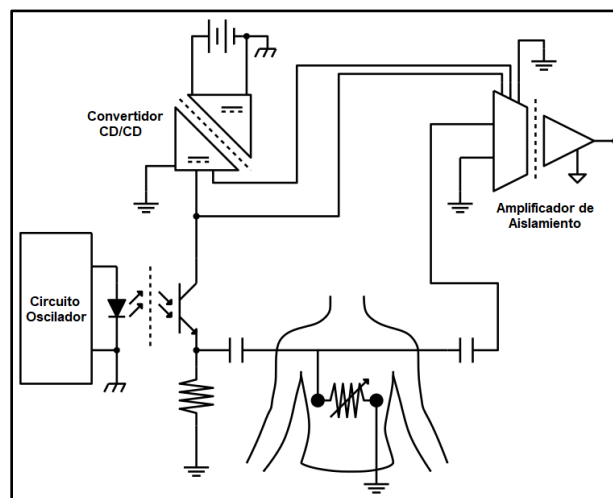 Convertidor
CD/CD
Amplificador de
Aislamiento
Circuito
Oscilador